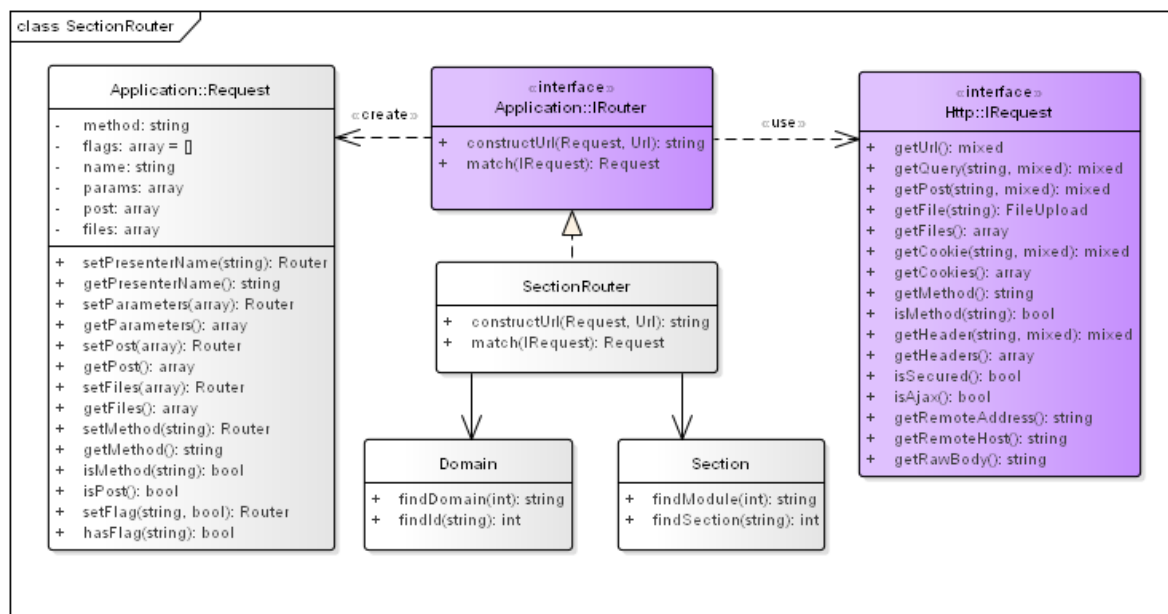 class SectionRouter
Application::Request
- method: string
- flags: array = []
- name: string
- params: array
- post: array
- files: array
+ setPresenterName(string): Router
+ getPresenterName(): string
+ setParameters(array): Router
+ getParameters(): array
+ setPost(array): Router
+ getPost(): array
+ setFiles(array): Router
+ getFiles(): array
+ setMethod(string): Router
+ getMethod(): string
+ isMethod(string): bool
+ isPost(): bool
+ setFlag(string, bool): Router
+ hasFlag(string): bool
«create»
«interface»
Application::IRouter
+ constructUrl(Request, Url): string
+ match(IRequest): Request
«use»
«interface»
Http::IRequest
+ getUrl(): mixed
+ getQuery(string, mixed): mixed
+ getPost(string, mixed): mixed
+ getFile(string): FileUpload
+ getFiles(): array
+ getCookie(string, mixed): mixed
+ getCookies(): array
+ getMethod(): string
+ isMethod(string): bool
+ getHeader(string, mixed): mixed
+ getHeaders(): array
+ isSecured(): bool
+ isAjax(): bool
+ getRemoteAddress(): string
+ getRemoteHost(): string
+ getRawBody(): string
SectionRouter
+ constructUrl(Request, Url): string
+ match(IRequest): Request
Domain
+ findDomain(int): string
+ findId(string): int
Section
+ findModule(int): string
+ findSection(string): int